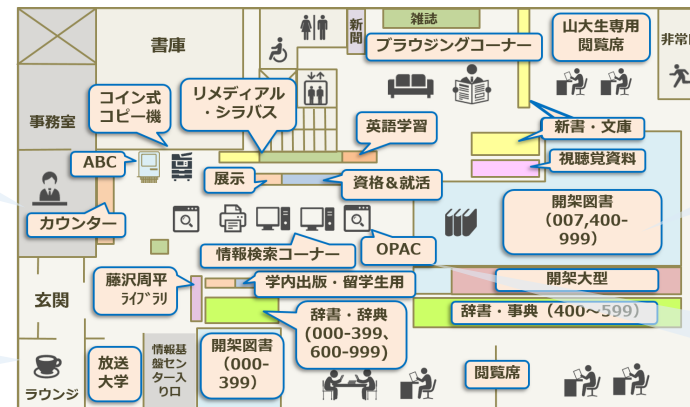 書庫
新聞
雑誌
ブラウジングコーナー
山大生専用
閲覧席
事務室
コイン式
コピー機
リメディアル
・シラバス
英語学習
新書・文庫
ABC
展示
資格&就活
視聴覚資料
カウンター
開架図書
(007,400-
999)
情報検索コーナー
OPAC
玄関
藤沢周平
ライブラリ
学内出版・留学生用
開架大型
辞書・辞典
(000-399、
600-999)
辞書・事典(400~599)
ラウンジ
放送
大学
情報基
盤セン
ター入
り口
開架図書
(000-
399)
閲覧席